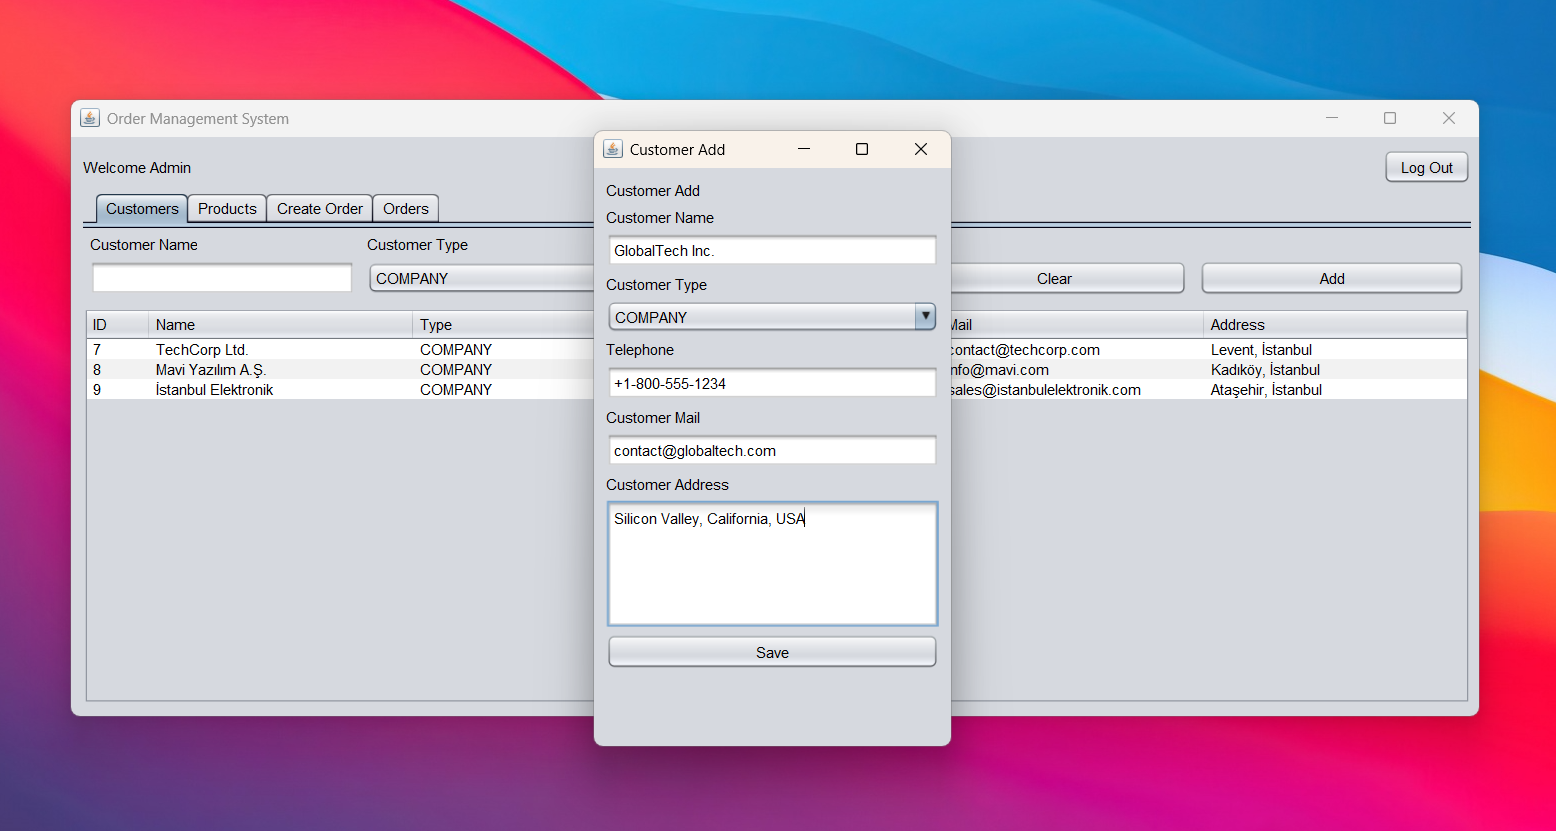 Order Management System
Welcome Admin
Log Out
Customers Products Create Order Orders
Customer Name Customer Type
COMPANY
Clear Add
ID Name Type Address
7 TechCorp Ltd. COMPANY contact@techcorp.com Levent, İstanbul
8 Mavi Yazılım A.Ş. COMPANY info@mavi.com Kadıköy, İstanbul
9 İstanbul Elektronik COMPANY sales@istanbulelektronik.com Ataşehir, İstanbul
Customer Add
Customer Add
Customer Name
GlobalTech Inc.
Customer Type
COMPANY
Telephone
+1-800-555-1234
Customer Mail
contact@globaltech.com
Customer Address
Silicon Valley, California, USA
Save